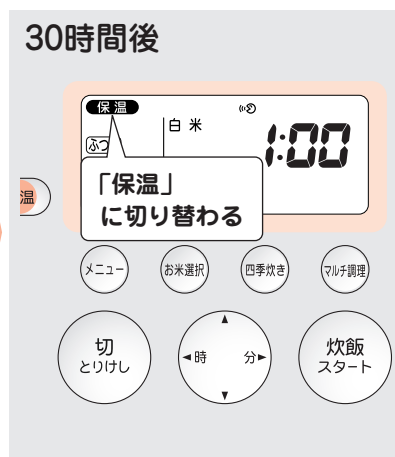 30時間後
保温
白米
1:00
ふつ
「保温」
に切り替わる
温
メニュー
お米選択
四季炊き
マルチ調理
切
とりけし
時
分
炊飯
スタート